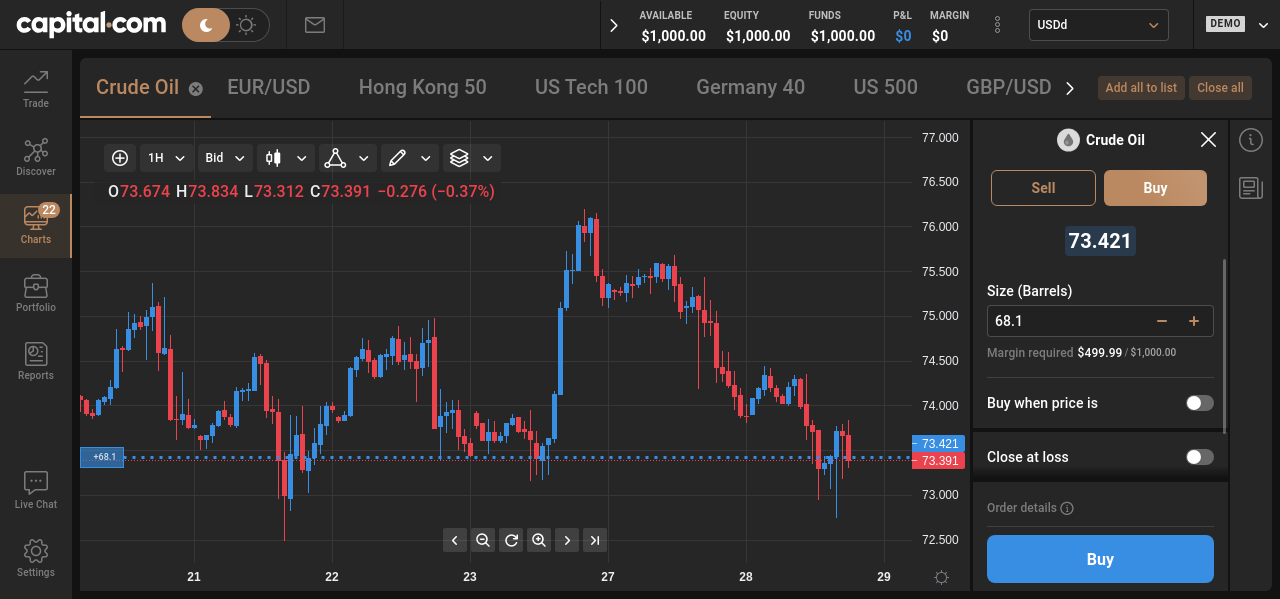 capital.com
AVAILABLE EQUITY FUNDS P&L MARGIN
$1,000.00 $1,000.00 $1,000.00 $0 $0
USDd
DEMO
Trade
Discover
22
Charts
Portfolio
Reports
Live Chat
Settings
Crude Oil EUR/USD Hong Kong 50 US Tech 100 Germany 40 US 500 GBP/USD
Add all to list Close all
1H Bid
O73.674 H73.834 L73.312 C73.391 −0.276 (−0.37%)
77.000
76.500
76.000
75.500
75.000
74.500
74.000
73.421
73.391
73.000
72.500
+68.1
21 22 23 27 28 29
Crude Oil
Sell Buy
73.421
Size (Barrels)
68.1 − +
Margin required $499.99 / $1,000.00
Buy when price is
Close at loss
Order details
Buy